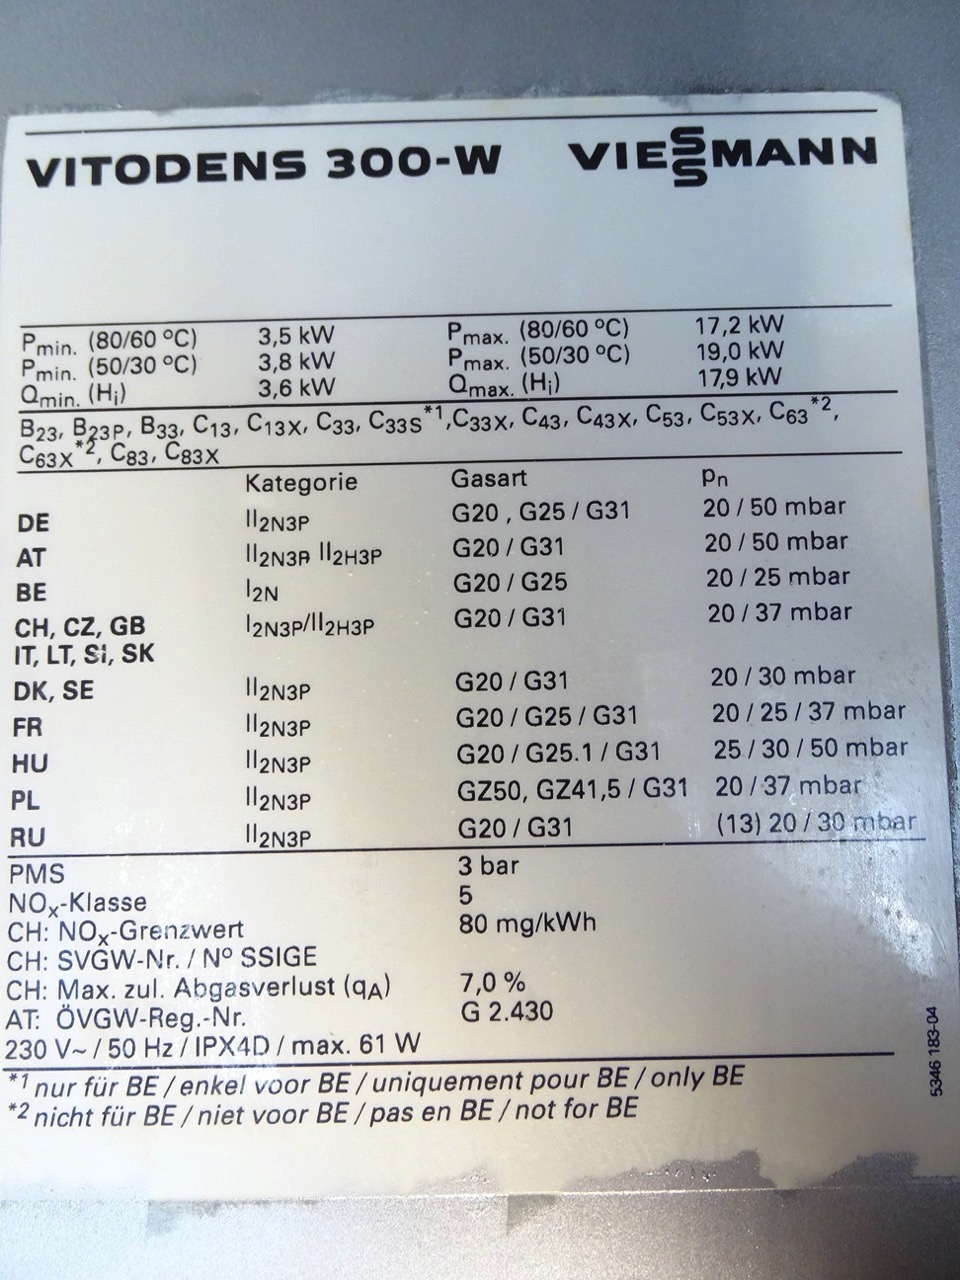 VITODENS 300-W VIESSMANN
Pmin. (80/60 °C) 3,5 kW Pmax. (80/60 °C) 17,2 kW
Pmin. (50/30 °C) 3,8 kW Pmax. (50/30 °C) 19,0 kW
Qmin. (Hi) 3,6 kW Qmax. (Hi) 17,9 kW
B23, B23P, B33, C13, C13X, C33, C33S*1,C33X, C43, C43X, C53, C53X, C63*2,
C63X*2, C83, C83X
Kategorie Gasart pn
DE II2N3P G20 , G25 / G31 20 / 50 mbar
AT II2N3P, II2H3P G20 / G31 20 / 50 mbar
BE I2N G20 / G25 20 / 25 mbar
CH, CZ, GB I2N3P/II2H3P G20 / G31 20 / 37 mbar
IT, LT, SI, SK
DK, SE II2N3P G20 / G31 20 / 30 mbar
FR II2N3P G20 / G25 / G31 20 / 25 / 37 mbar
HU II2N3P G20 / G25.1 / G31 25 / 30 / 50 mbar
PL II2N3P GZ50, GZ41,5 / G31 20 / 37 mbar
RU II2N3P G20 / G31 (13) 20 / 30 mbar
PMS 3 bar
NOx-Klasse 5
CH: NOx-Grenzwert 80 mg/kWh
CH: SVGW-Nr. / Nº SSIGE
CH: Max. zul. Abgasverlust (qA) 7,0 %
AT: ÖVGW-Reg.-Nr. G 2.430
230 V~ / 50 Hz / IPX4D / max. 61 W
*1 nur für BE / enkel voor BE / uniquement pour BE / only BE
*2 nicht für BE / niet voor BE / pas en BE / not for BE
5346 183-04